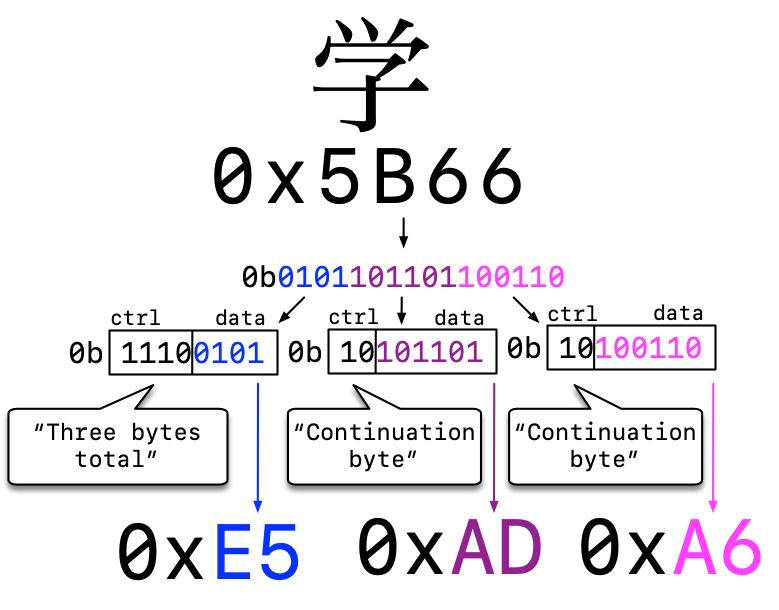 学
0x5B66
0b0101101101100110
ctrl data
ctrl data
ctrl data
0b 11100101
0b 10101101
0b 10100110
“Three bytes
total”
“Continuation
byte”
“Continuation
byte”
0xE5
0xAD
0xA6